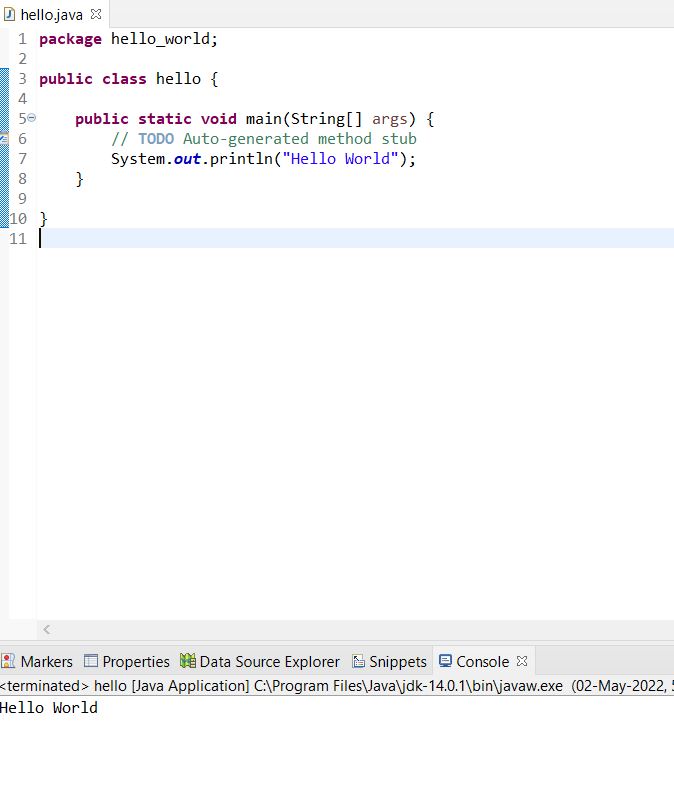 hello.java
1 package hello_world;
2
3 public class hello {
4
5 public static void main(String[] args) {
6 // TODO Auto-generated method stub
7 System.out.println("Hello World");
8 }
9
10 }
11
Markers Properties Data Source Explorer Snippets Console
<terminated> hello [Java Application] C:\Program Files\Java\jdk-14.0.1\bin\javaw.exe (02-May-2022,
Hello World